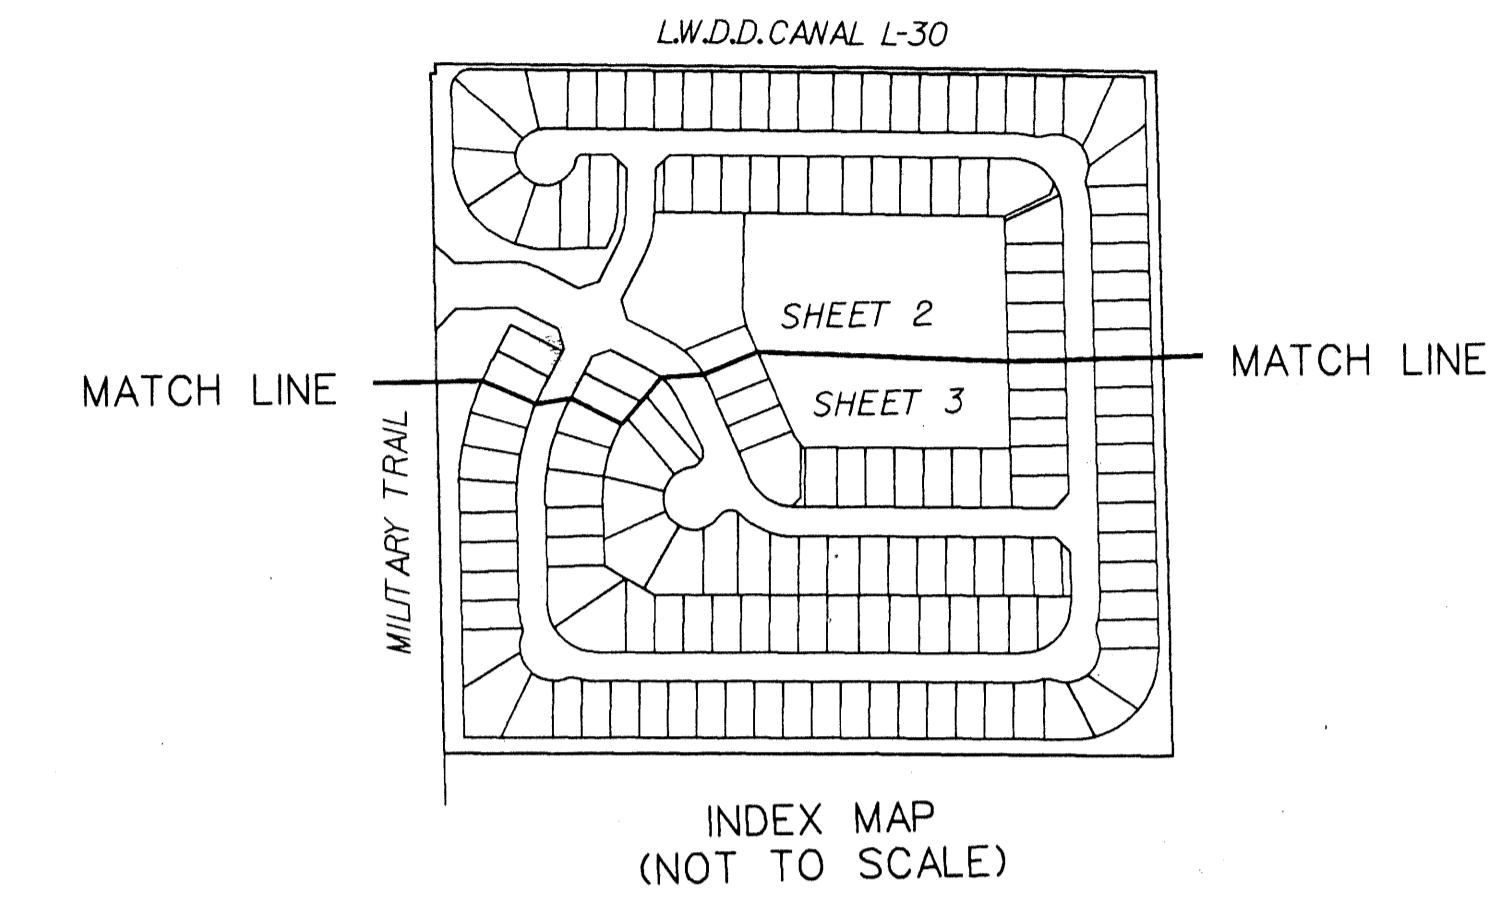 L.W.D.D. CANAL L-30
SHEET 2
MATCH LINE
MATCH LINE
SHEET 3
MILITARY TRAIL
INDEX MAP
(NOT TO SCALE)